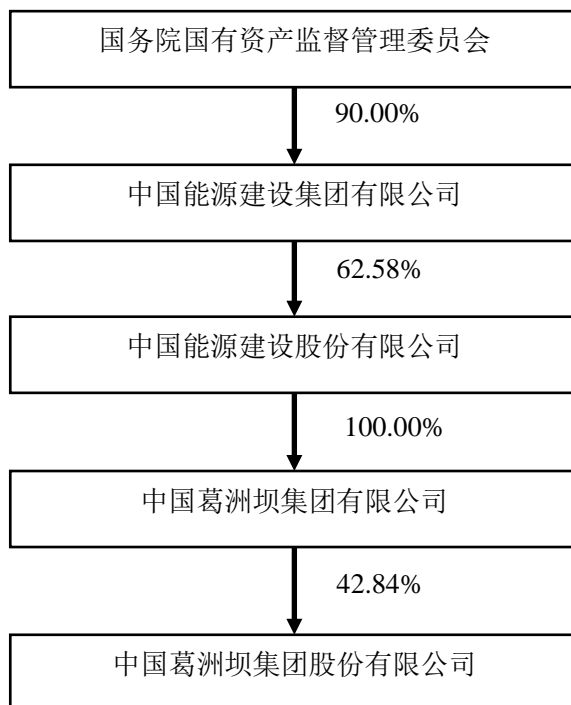 国务院国有资产监督管理委员会
90.00%
中国能源建设集团有限公司
62.58%
中国能源建设股份有限公司
100.00%
中国葛洲坝集团有限公司
42.84%
中国葛洲坝集团股份有限公司